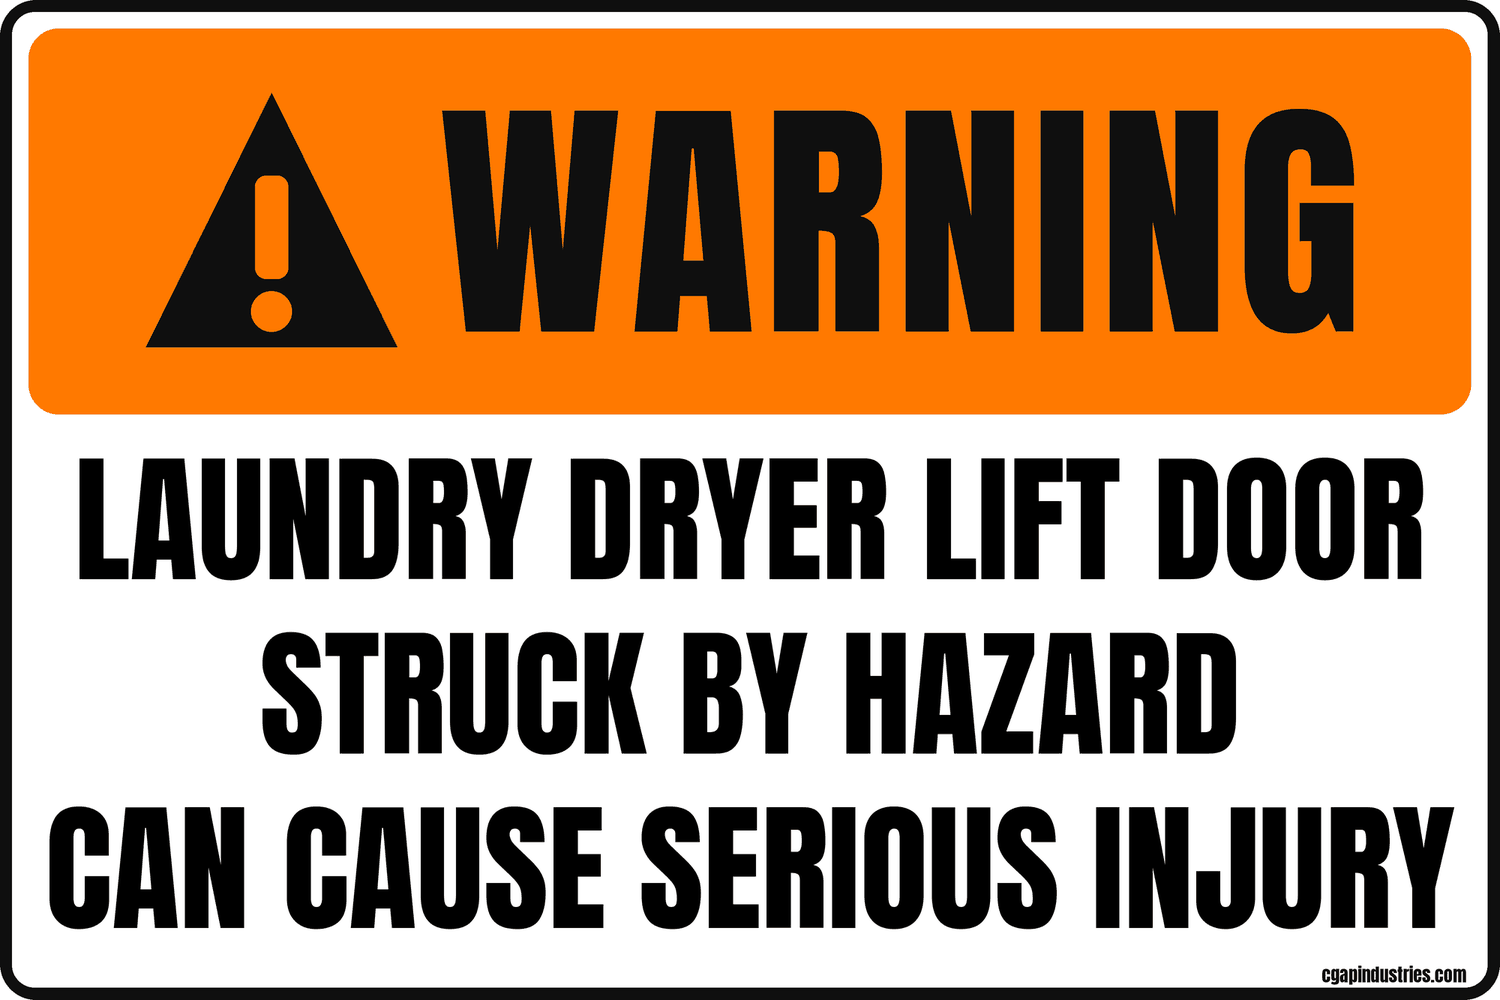 WARNING
LAUNDRY DRYER LIFT DOOR
STRUCK BY HAZARD
CAN CAUSE SERIOUS INJURY
cgapindustries.com